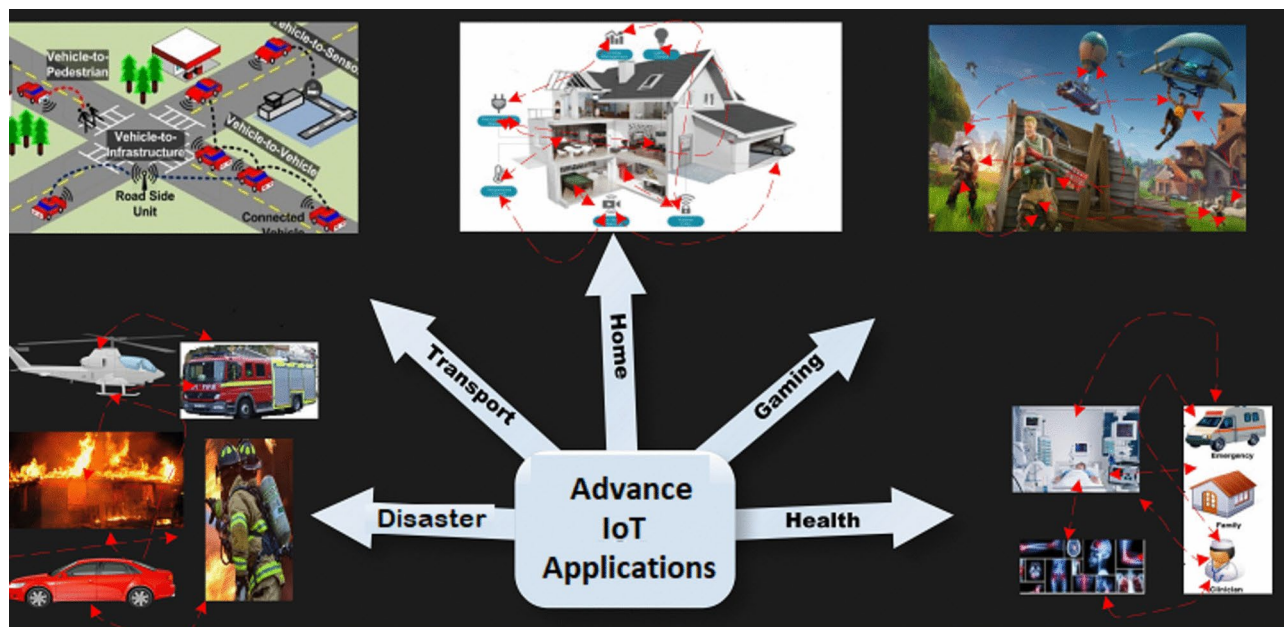 Vehicle-to-
Pedestrian
Vehicle-to-Senso
Vehicle-to-
Infrastructure
Vehicle-to-Vehicle
Road Side
Unit
Connected
Vehicle
Transport
Home
Gaming
Disaster
Health
Advance
IoT
Applications
Emergency
Family
Clinician